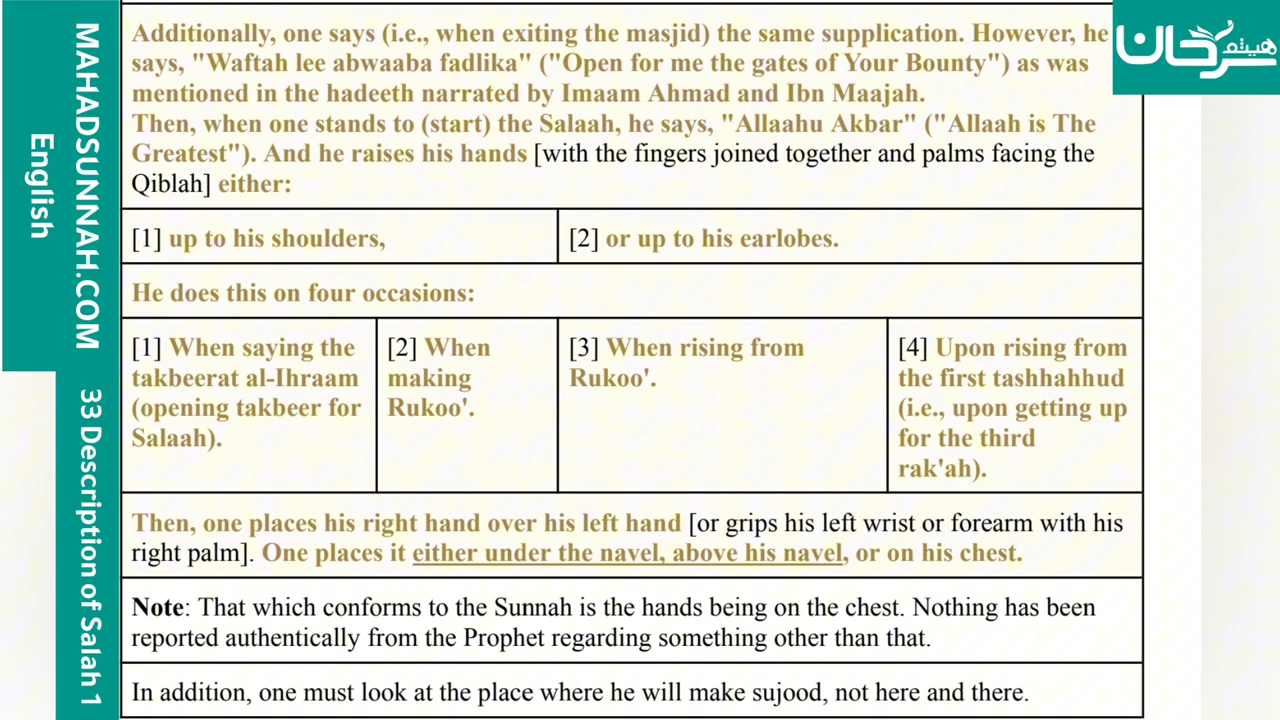 MAHADSUNNAH.COM 33 Description of Salah 1
English
هيثم
سرحان
Additionally, one says (i.e., when exiting the masjid) the same supplication. However, he
says, "Waftah lee abwaaba fadlika" ("Open for me the gates of Your Bounty") as was
mentioned in the hadeeth narrated by Imaam Ahmad and Ibn Maajah.
Then, when one stands to (start) the Salaah, he says, "Allaahu Akbar" ("Allaah is The
Greatest"). And he raises his hands [with the fingers joined together and palms facing the
Qiblah] either:
[1] up to his shoulders,
[2] or up to his earlobes.
He does this on four occasions:
[1] When saying the
takbeerat al-Ihraam
(opening takbeer for
Salaah).
[2] When
making
Rukoo'.
[3] When rising from
Rukoo'.
[4] Upon rising from
the first tashhahhud
(i.e., upon getting up
for the third
rak'ah).
Then, one places his right hand over his left hand [or grips his left wrist or forearm with his
right palm]. One places it either under the navel, above his navel, or on his chest.
Note: That which conforms to the Sunnah is the hands being on the chest. Nothing has been
reported authentically from the Prophet regarding something other than that.
In addition, one must look at the place where he will make sujood, not here and there.